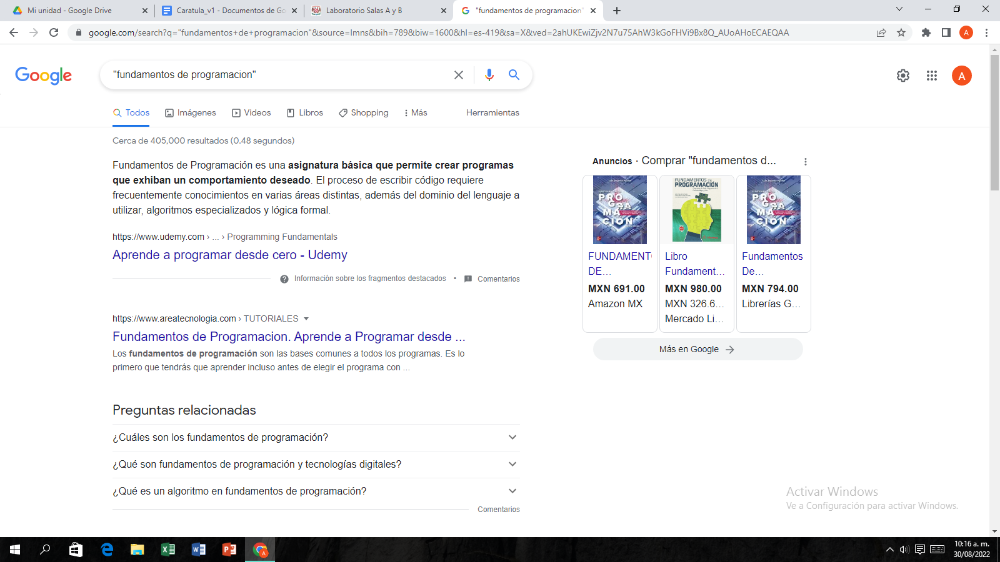 Mi unidad - Google Drive
Caratula_v1 - Documentos de Go
Laboratorio Salas A y B
"fundamentos de programacion"
google.com/search?q="fundamentos+de+programacion"&source=lmns&bih=789&biw=1600&hl=es-419&sa=X&ved=2ahUKEwiZjv2N7u75AhW3kGoFHVi9Bx8Q_AUoAHoECAEQAA
A
Google
"fundamentos de programacion"
A
Todos
Imágenes
Videos
Libros
Shopping
Más
Herramientas
Cerca de 405,000 resultados (0.48 segundos)
Fundamentos de Programación es una asignatura básica que permite crear programas
que exhiban un comportamiento deseado. El proceso de escribir código requiere
frecuentemente conocimientos en varias áreas distintas, además del dominio del lenguaje a
utilizar, algoritmos especializados y lógica formal.
https://www.udemy.com › ... › Programming Fundamentals
Aprende a programar desde cero - Udemy
Información sobre los fragmentos destacados • Comentarios
https://www.areatecnologia.com › TUTORIALES
Fundamentos de Programacion. Aprende a Programar desde ...
Los fundamentos de programación son las bases comunes a todos los programas. Es lo
primero que tendrás que aprender incluso antes de elegir el programa con ...
Preguntas relacionadas
¿Cuáles son los fundamentos de programación?
¿Qué son fundamentos de programación y tecnologías digitales?
¿Qué es un algoritmo en fundamentos de programación?
Comentarios
Anuncios · Comprar "fundamentos d...
PROGRAMACIÓN
FUNDAMENT
DE...
MXN 691.00
Amazon MX
FUNDAMENTOS de
PROGRAMACIÓN
Libro
Fundament...
MXN 980.00
MXN 326.6...
Mercado Li...
PROGRAMACIÓN
Fundamentos
De...
MXN 794.00
Librerías G...
Más en Google
Activar Windows
Ve a Configuración para activar Windows.
10:16 a. m.
30/08/2022